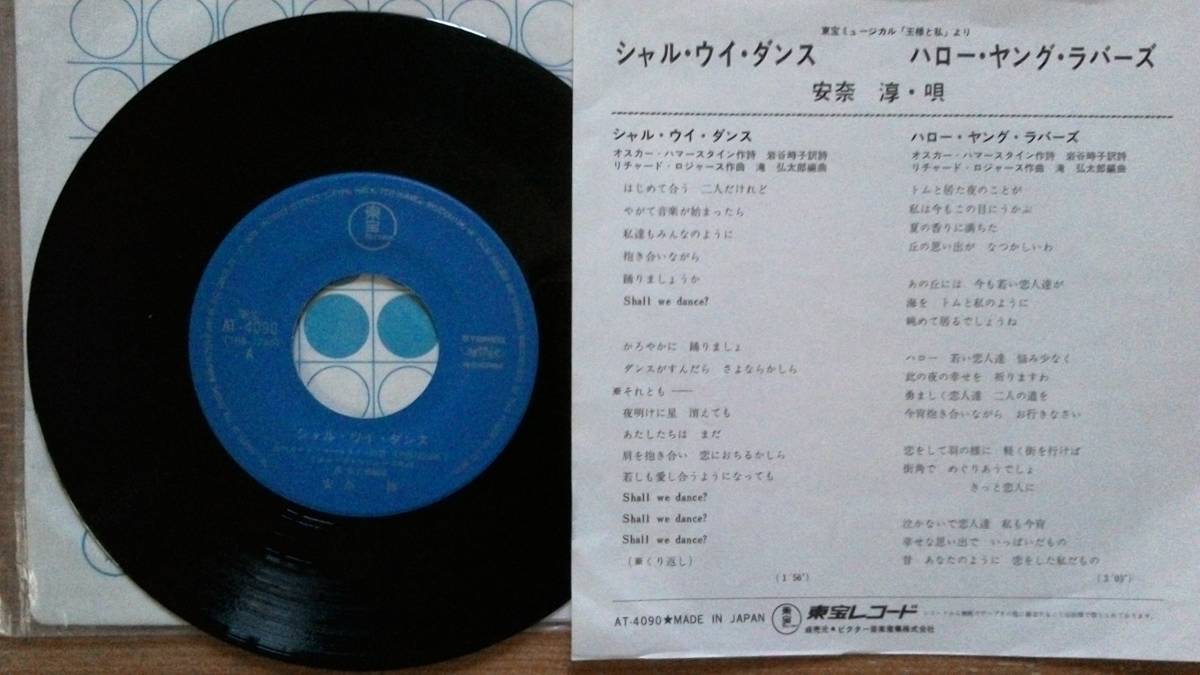 東宝
AT-4090
A
シャル・ウイ・ダンス
東宝ミュージカル「王様と私」より
シャル・ウイ・ダンス ハロー・ヤング・ラバーズ
安奈 淳・唄
シャル・ウイ・ダンス
オスカー・ハマースタイン作詩 岩谷時子訳詩
リチャード・ロジャース作曲 滝 弘太郎編曲
はじめて合う 二人だけれど
やがて音楽が始まったら
私達もみんなのように
抱き合いながら
踊りましょうか
Shall we dance?
かろやかに 踊りましょ
ダンスがすんだら さよならかしら
※それとも——
夜明けに星 消えても
あたしたちは まだ
肩を抱き合い 恋におちるかしら
若しも愛し合うようになっても
Shall we dance?
Shall we dance?
Shall we dance?
(※くり返し)
(1'56")
ハロー・ヤング・ラバーズ
オスカー・ハマースタイン作詩 岩谷時子訳詩
リチャード・ロジャース作曲 滝 弘太郎編曲
トムと居た夜のことが
私は今もこの目にうかぶ
夏の香りに満ちた
丘の思い出が なつかしいわ
あの丘には 今も若い恋人達が
海を トムと私のように
眺めて居るでしょうね
ハロー 若い恋人達 悩み少なく
此の夜の幸せを 祈りますわ
勇ましく恋人達 二人の道を
今宵抱き合いながら お行きなさい
恋をして羽の様に 軽く街を行けば
街角で めぐりあうでしょ
きっと恋人に
泣かないで恋人達 私も今宵
幸せな思い出で いっぱいだもの
昔 あなたのように 恋をした私だもの
(3'03")
AT-4090★MADE IN JAPAN 東宝 東宝レコード
発売元●ビクター音楽産業株式会社